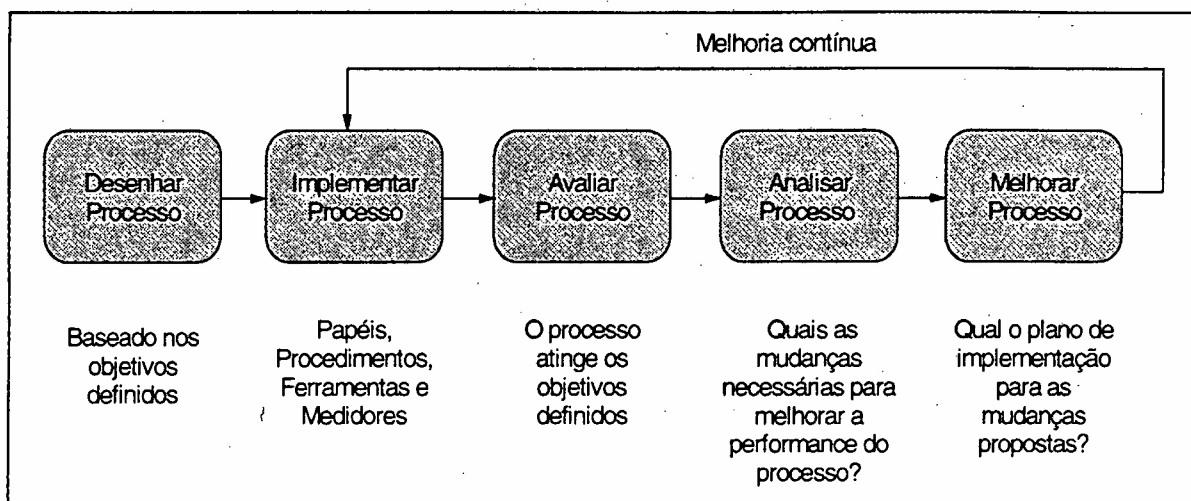 Melhoria contínua
Desenhar
Processo
Implementar
Processo
Avaliar
Processo
Analisar
Processo
Melhorar
Processo
Baseado nos
objetivos
definidos
Papéis,
Procedimentos,
Ferramentas e
Medidores
O processo
atinge os
objetivos
definidos
Quais as
mudanças
necessárias para
melhorar a
performance do
processo?
Qual o plano de
implementação
para as
mudanças
propostas?